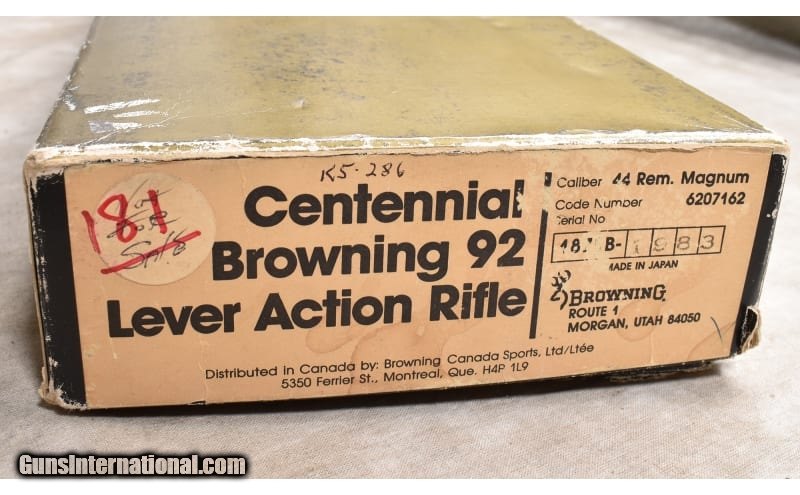 K5-286
181
Centennial
Browning 92
Lever Action Rifle
Caliber 44 Rem. Magnum
Code Number 6207162
Serial No
B- 1983
MADE IN JAPAN
BROWNING
ROUTE 1
MORGAN, UTAH 84050
Distributed in Canada by: Browning Canada Sports, Ltd/Ltée
5350 Ferrier St., Montreal, Que. H4P 1L9
GunsInternational.com